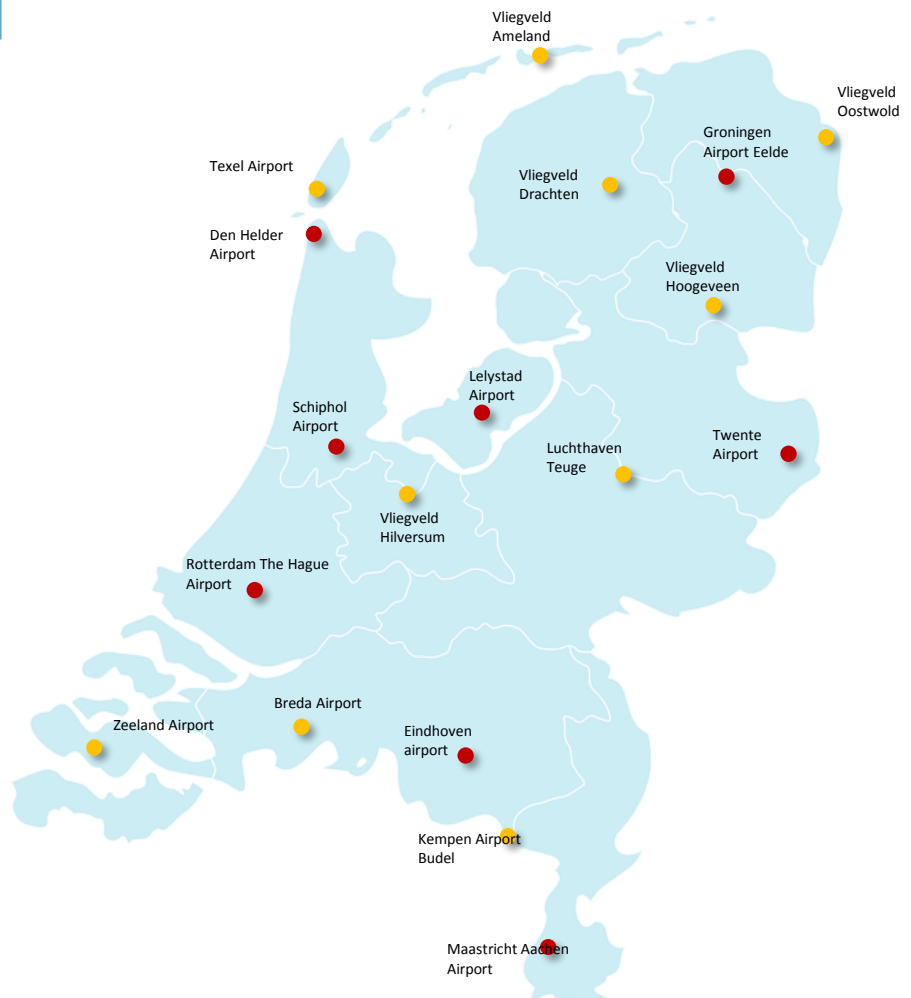 Vliegveld
Ameland
Vliegveld
Oostwold
Groningen
Airport Eelde
Texel Airport
Vliegveld
Drachten
Den Helder
Airport
Vliegveld
Hoogeveen
Lelystad
Airport
Schiphol
Airport
Luchthaven
Teuge
Twente
Airport
Vliegveld
Hilversum
Rotterdam The Hague
Airport
Breda Airport
Zeeland Airport
Eindhoven
airport
Kempen Airport
Budel
Maastricht Aachen
Airport